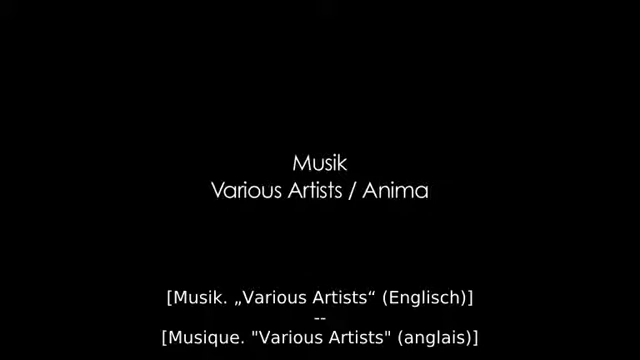 Musik
Various Artists / Anima
[Musik. „Various Artists“ (Englisch)]
--
[Musique. "Various Artists" (anglais)]